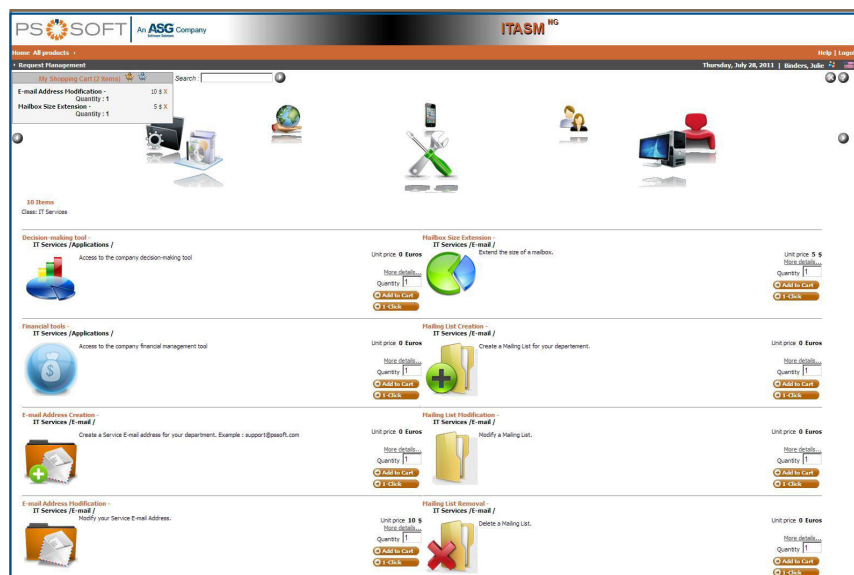 PS SOFT An ASG Company
Software Solutions
ITASM NG
Home All products
Help | Logo
Request Management
Thursday, July 28, 2011 | Binders, Julie
My Shopping Cart (2 Items)
Search :
E-mail Address Modification - 10 $ X
Quantity : 1
Mailbox Size Extension - 5 $ X
Quantity : 1
10 Items
Class: IT Services
Decision-making tool -
IT Services /Applications /
Access to the company decision-making tool
Unit price 0 Euros
More details...
Quantity 1
Add to Cart
1-Click
Mailbox Size Extension -
IT Services /E-mail /
Extend the size of a mailbox.
Unit price 5 $
More details...
Quantity 1
Add to Cart
1-Click
Financial tools -
IT Services /Applications /
Access to the company financial management tool
Unit price 0 Euros
More details...
Quantity 1
Add to Cart
1-Click
Mailing List Creation -
IT Services /E-mail /
Create a Mailing List for your departement.
Unit price 0 Euros
More details...
Quantity 1
Add to Cart
1-Click
E-mail Address Creation -
IT Services /E-mail /
Create a Service E-mail address for your department. Example : support@pssoft.com
Unit price 0 Euros
More details...
Quantity 1
Add to Cart
1-Click
Mailing List Modification -
IT Services /E-mail /
Modify a Mailing List.
Unit price 0 Euros
More details...
Quantity 1
Add to Cart
1-Click
E-mail Address Modification -
IT Services /E-mail /
Modify your Service E-mail Address.
Unit price 10 $
More details...
Quantity 1
Add to Cart
1-Click
Mailing List Removal -
IT Services /E-mail /
Delete a Mailing List.
Unit price 0 Euros
More details...
Quantity 1
Add to Cart
1-Click